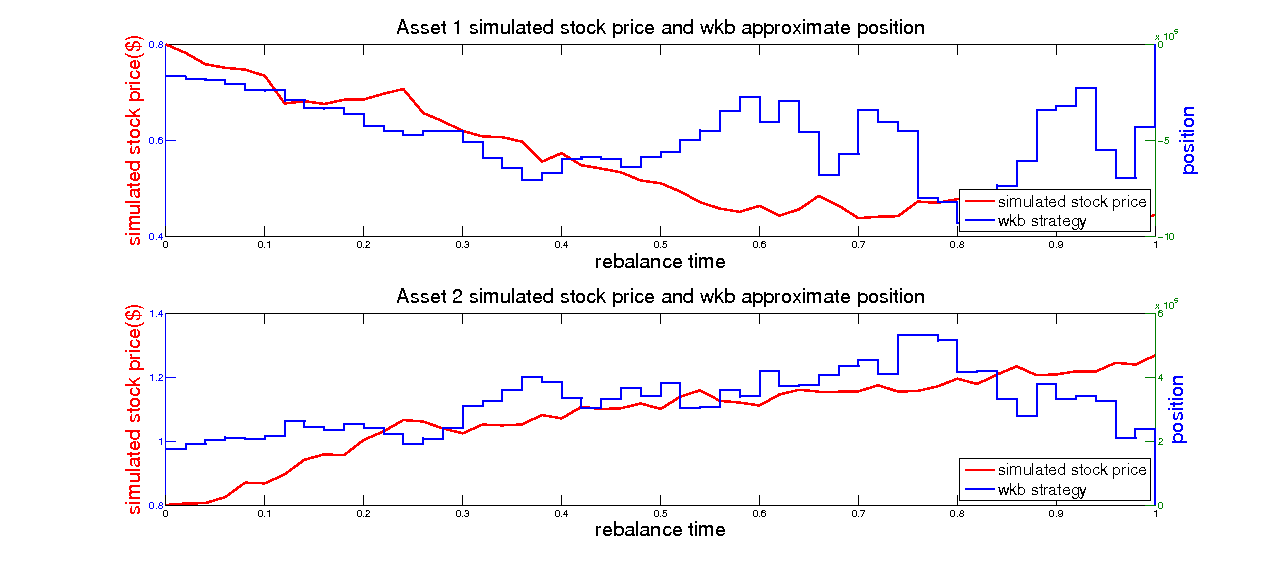 Asset 1 simulated stock price and wkb approximate position
x 10⁵
simulated stock price($)
0.8
0.6
0.4
0
-5
-10
position
simulated stock price
wkb strategy
0 0.1 0.2 0.3 0.4 0.5 0.6 0.7 0.8 0.9 1
rebalance time
Asset 2 simulated stock price and wkb approximate position
x 10⁵
simulated stock price($)
1.4
1.2
1
0.8
6
4
2
0
position
simulated stock price
wkb strategy
0 0.1 0.2 0.3 0.4 0.5 0.6 0.7 0.8 0.9 1
rebalance time